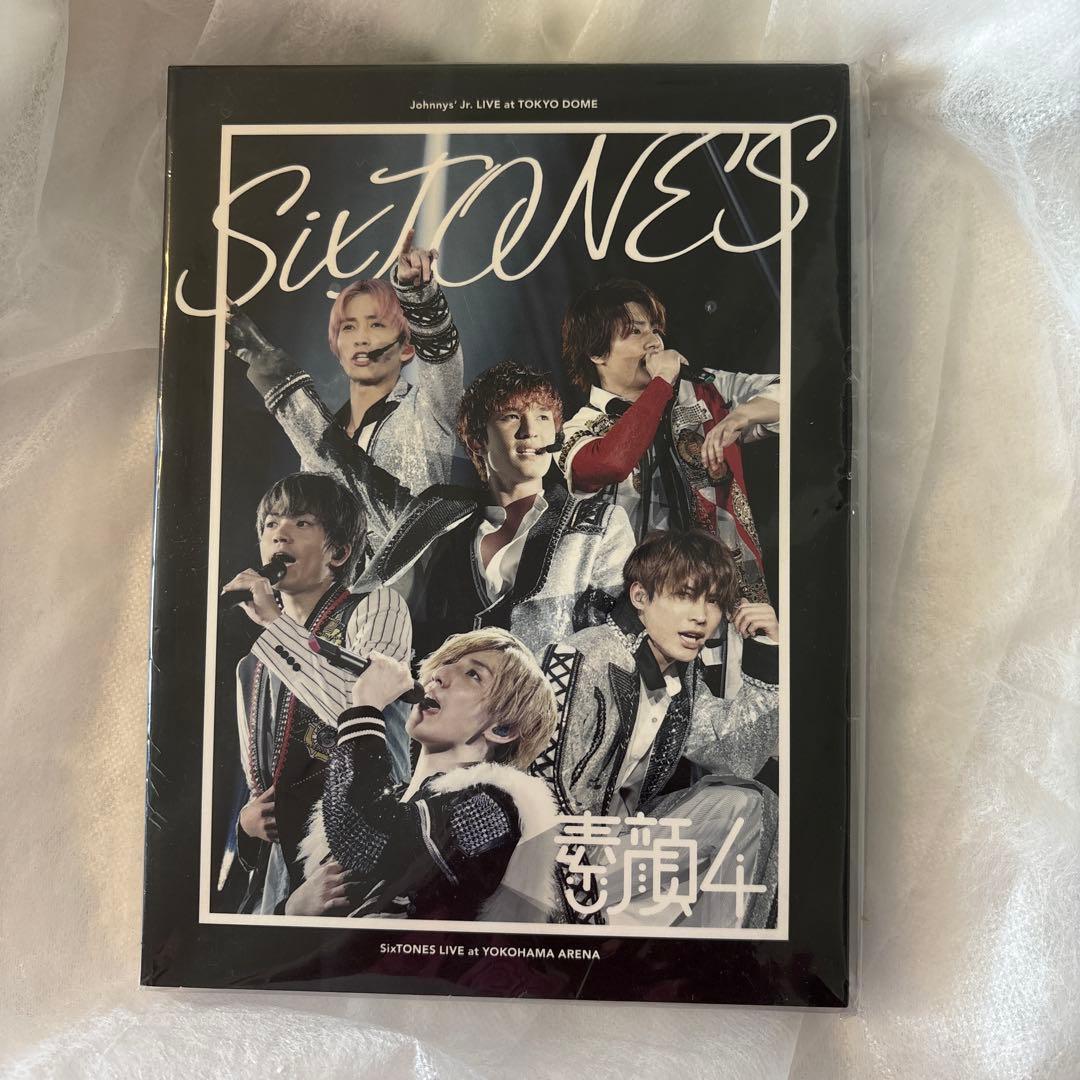 Johnnys' Jr. LIVE at TOKYO DOME
SixTONES
素顔4
SixTONES LIVE at YOKOHAMA ARENA